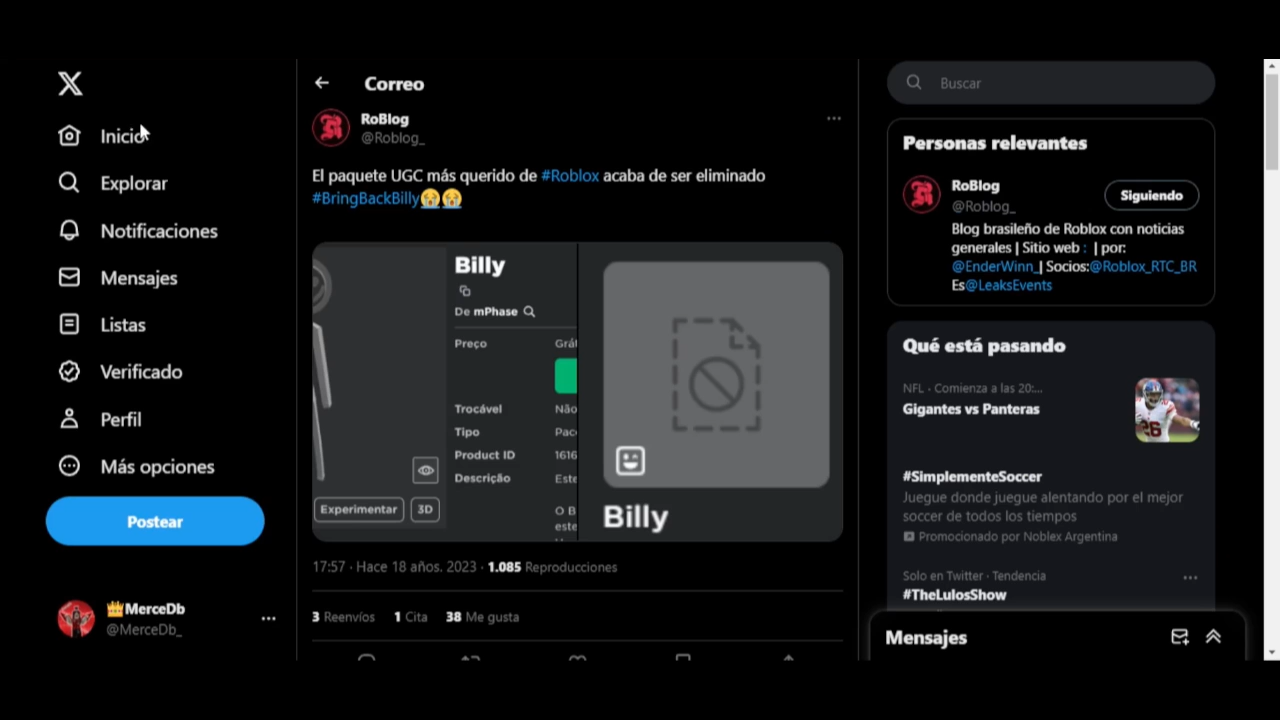 Inicio
Explorar
Notificaciones
Mensajes
Listas
Verificado
Perfil
Más opciones
Postear
MerceDb
@MerceDb_
Correo
RoBlog
@Roblog_
El paquete UGC más querido de #Roblox acaba de ser eliminado
#BringBackBilly😭😭
Billy
De mPhase
Preço
Trocável
Não
Tipo
Product ID
1616
Descrição
Este
O B
este
Experimentar
3D
Billy
17:57 · Hace 18 años. 2023 · 1.085 Reproducciones
3 Reenvíos 1 Cita 38 Me gusta
Buscar
Personas relevantes
RoBlog
@Roblog_
Siguiendo
Blog brasileño de Roblox con noticias
generales | Sitio web : | por:
@EnderWinn_| Socios:@Roblox_RTC_BR
Es@LeaksEvents
Qué está pasando
NFL · Comienza a las 20:...
Gigantes vs Panteras
26
#SimplementeSoccer
Juegue donde juegue alentando por el mejor
soccer de todos los tiempos
Promocionado por Noblex Argentina
Solo en Twitter · Tendencia
#TheLulosShow
Mensajes